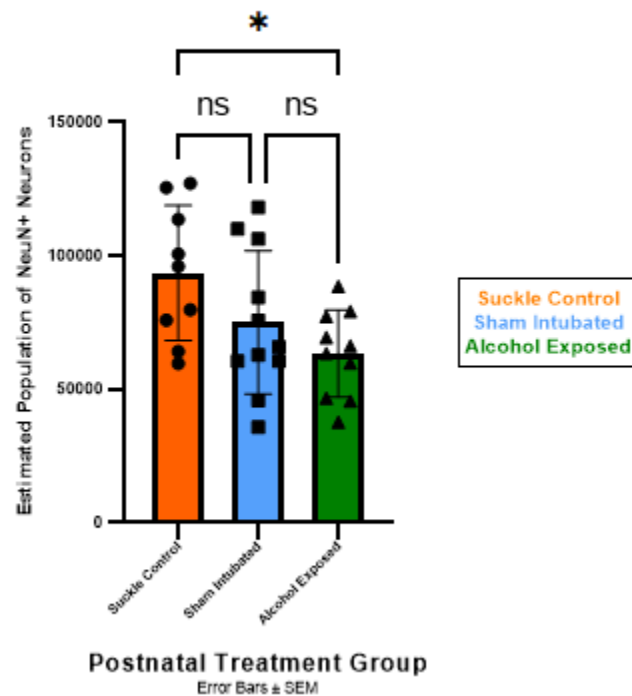 *
ns
ns
150000
100000
50000
0
Estimated Population of NeuN+ Neurons
Suckle Control
Sham Intubated
Alcohol Exposed
Suckle Control
Sham Intubated
Alcohol Exposed
Postnatal Treatment Group
Error Bars ± SEM